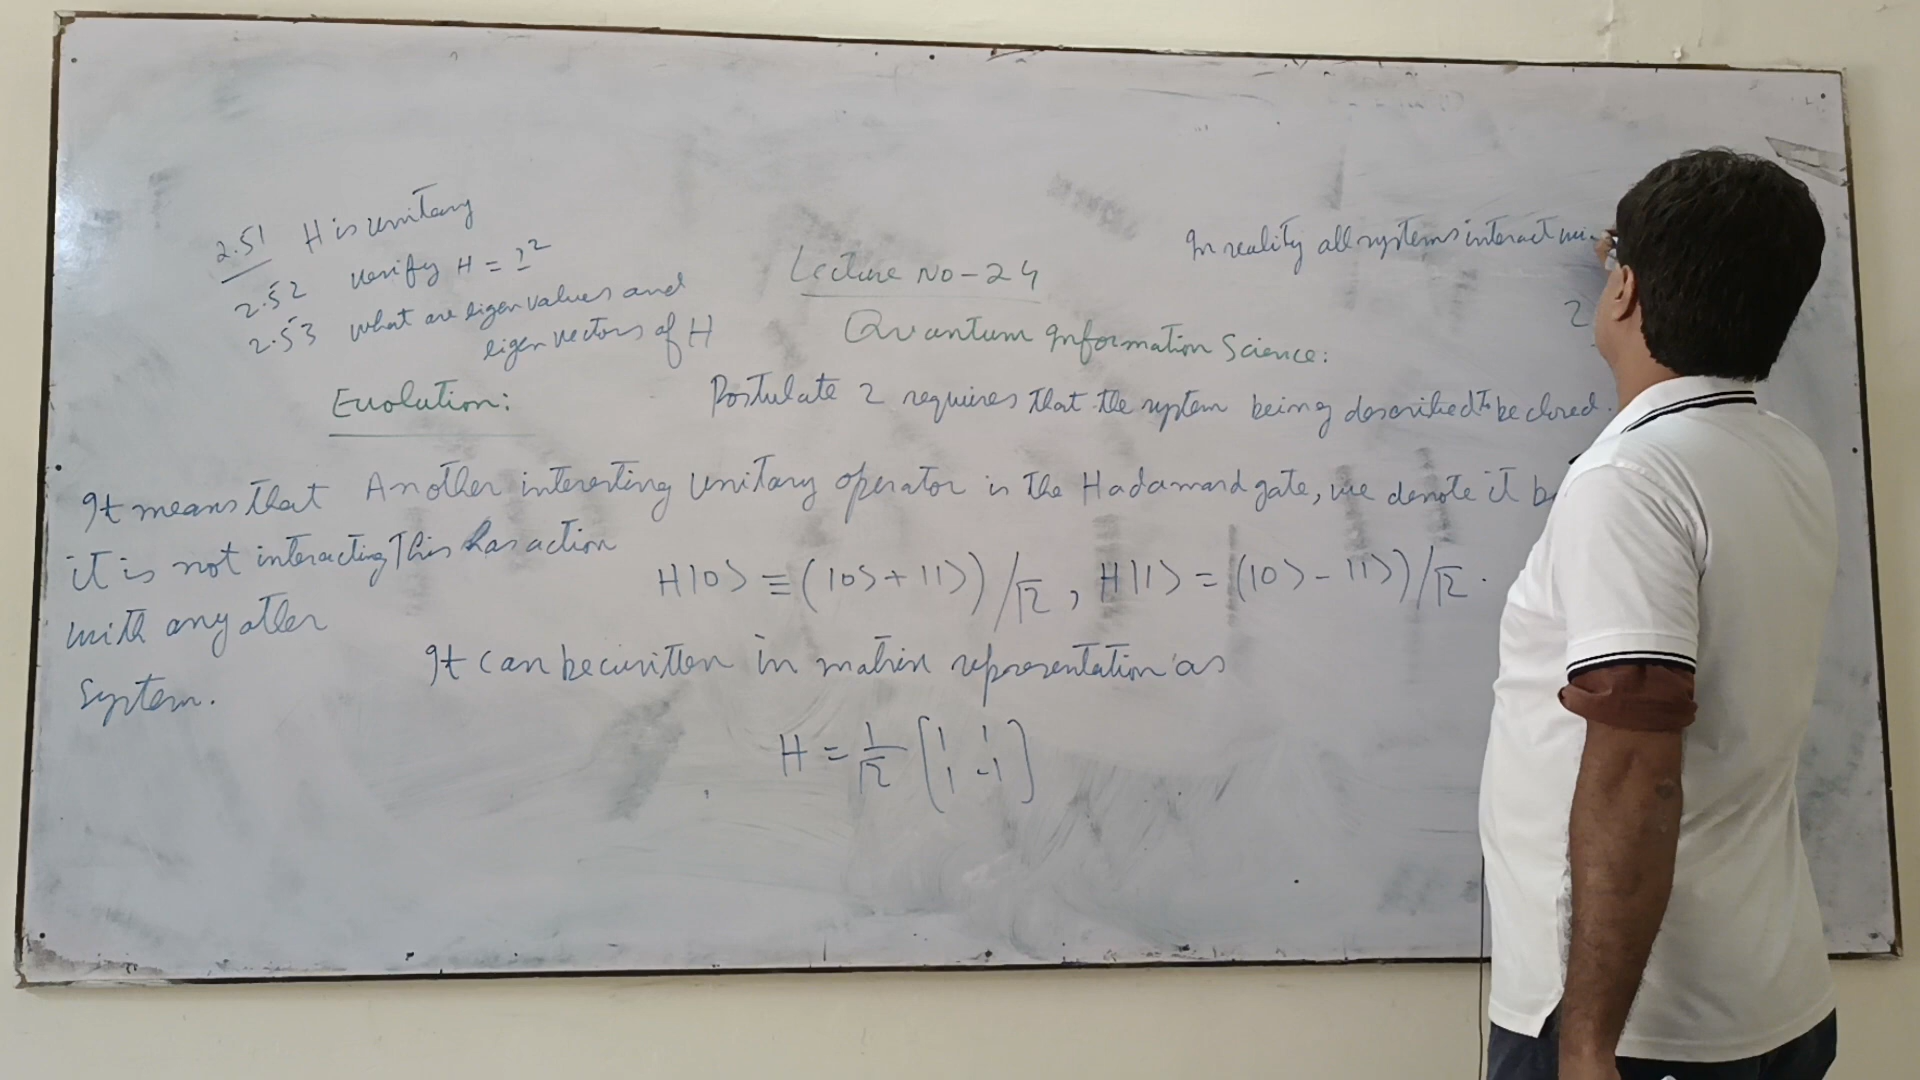 2.51 H is unitary
2.52 verify H = I²
2.53 what are eigen values and
eigen vectors of H
Lecture No-24
Quantum Information Science:
In reality all systems interact
2
Evolution:
Postulate 2 requires that the system being described to be closed.
It means that
it is not interacting
with any other
system.
Another interesting unitary operator is the Hadamard gate, we denote it
This has action
H|0> ≡ (|0> + |1>)/√2, H|1> = (|0> - |1>)/√2.
It can be written in matrix representation as
H = 1/√2 [1 1
1 -1]